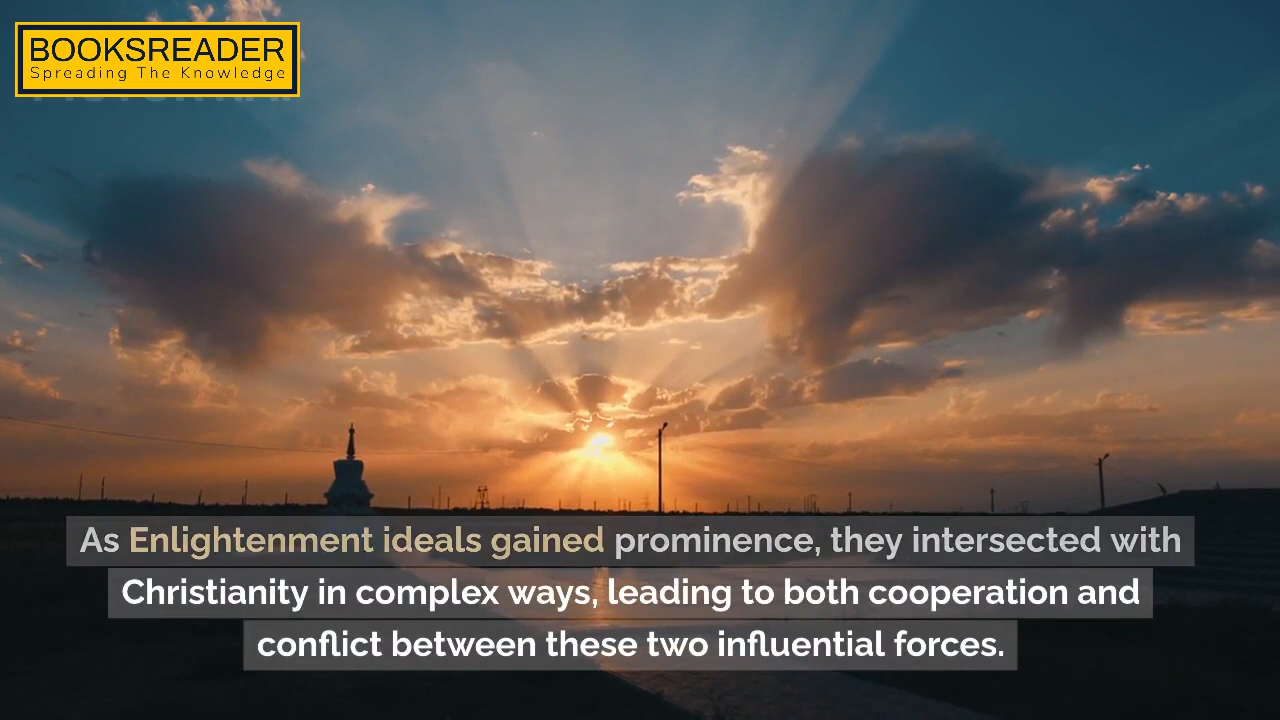 BOOKSREADER
Spreading The Knowledge
As Enlightenment ideals gained prominence, they intersected with
Christianity in complex ways, leading to both cooperation and
conflict between these two influential forces.